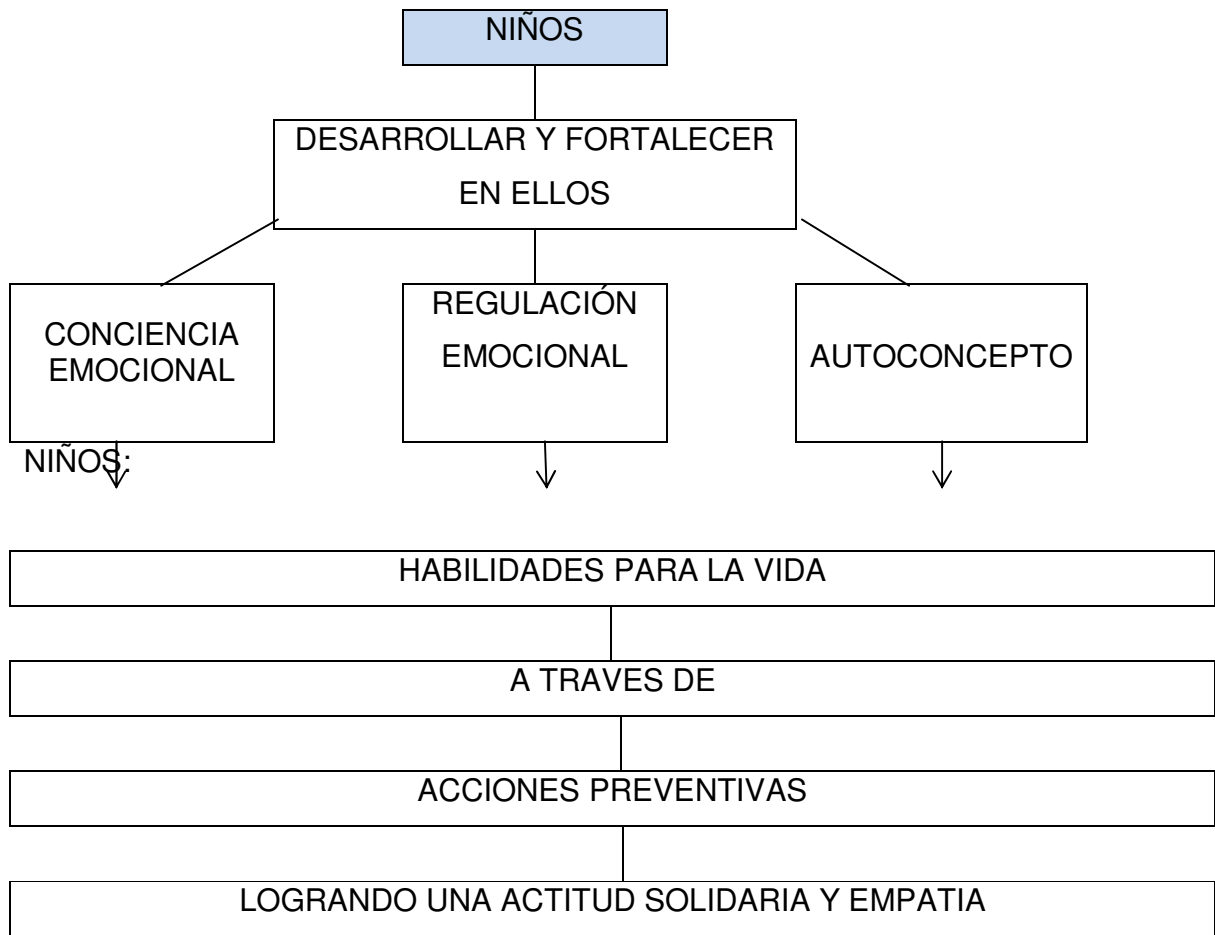 NIÑOS
DESARROLLAR Y FORTALECER
EN ELLOS
CONCIENCIA
EMOCIONAL
REGULACIÓN
EMOCIONAL
AUTOCONCEPTO
NIÑOS:
HABILIDADES PARA LA VIDA
A TRAVES DE
ACCIONES PREVENTIVAS
LOGRANDO UNA ACTITUD SOLIDARIA Y EMPATIA